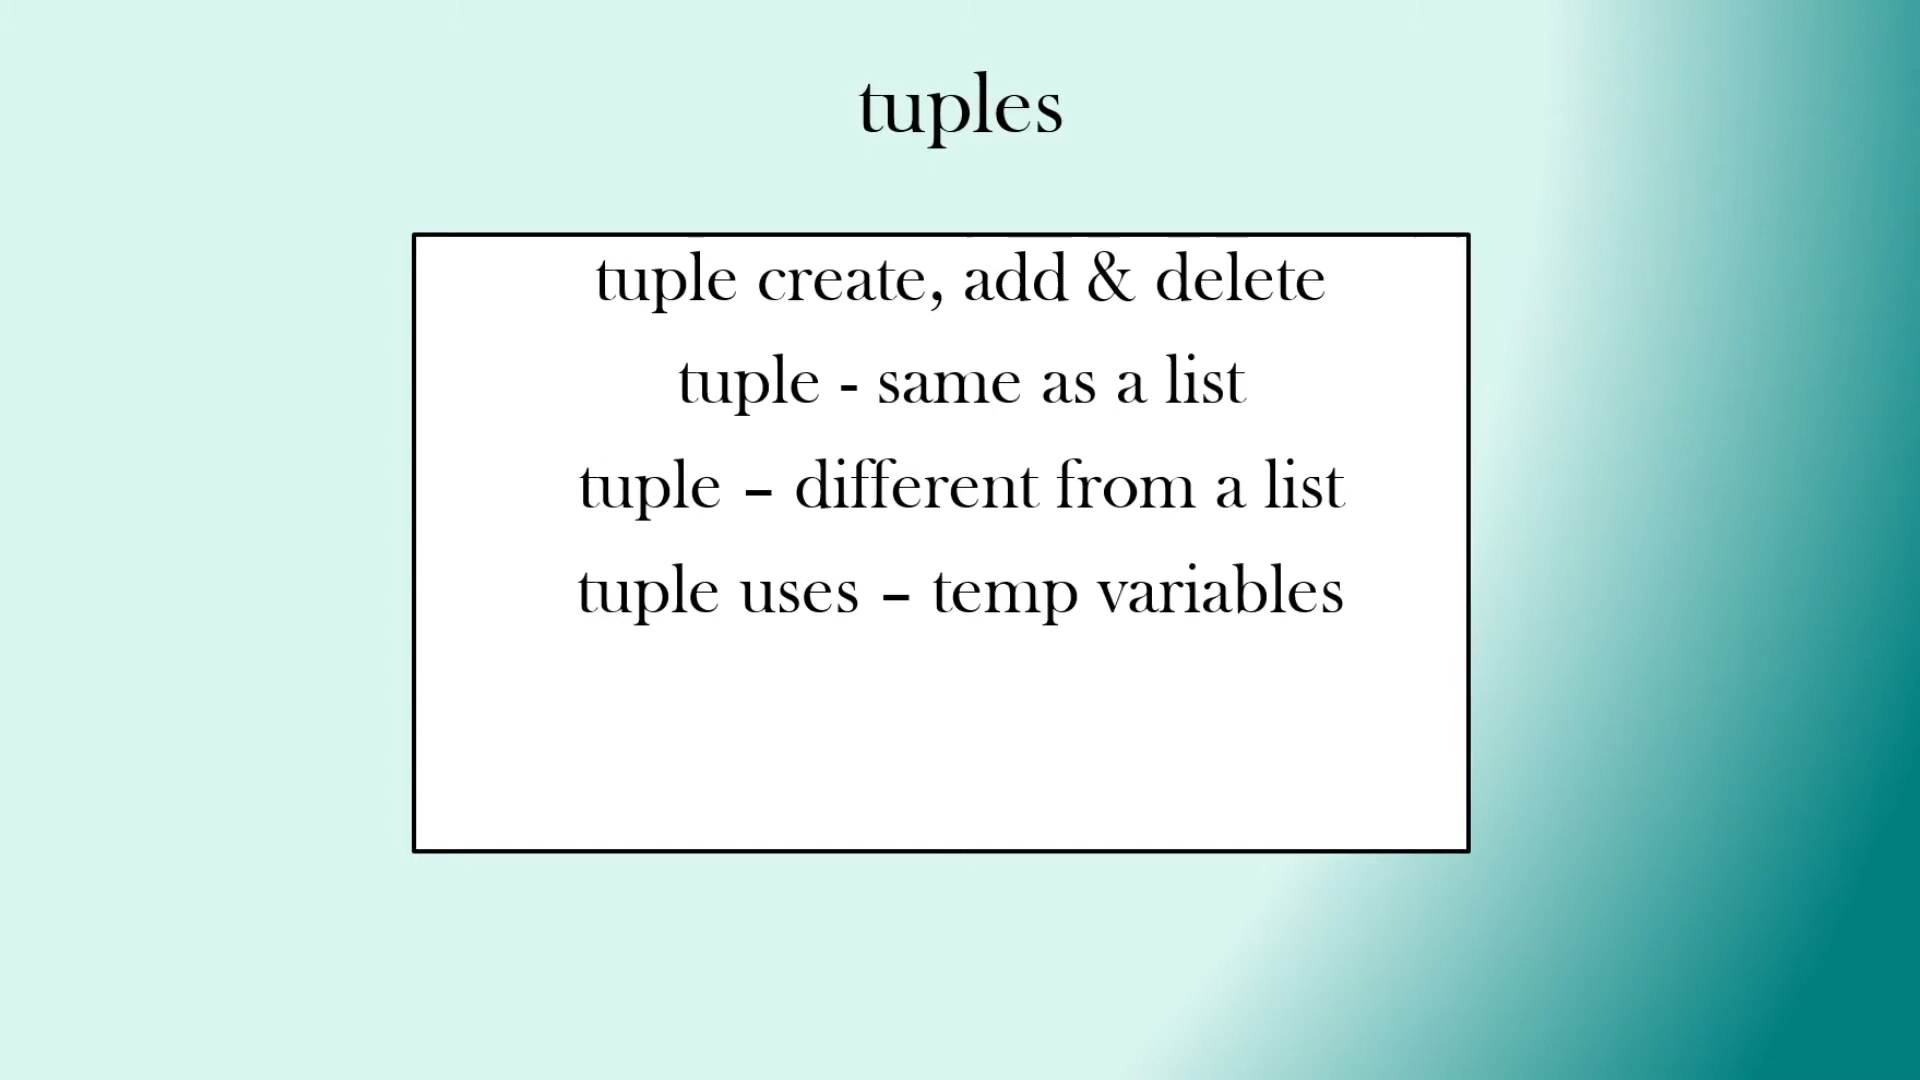 tuples
tuple create, add & delete
tuple - same as a list
tuple – different from a list
tuple uses – temp variables